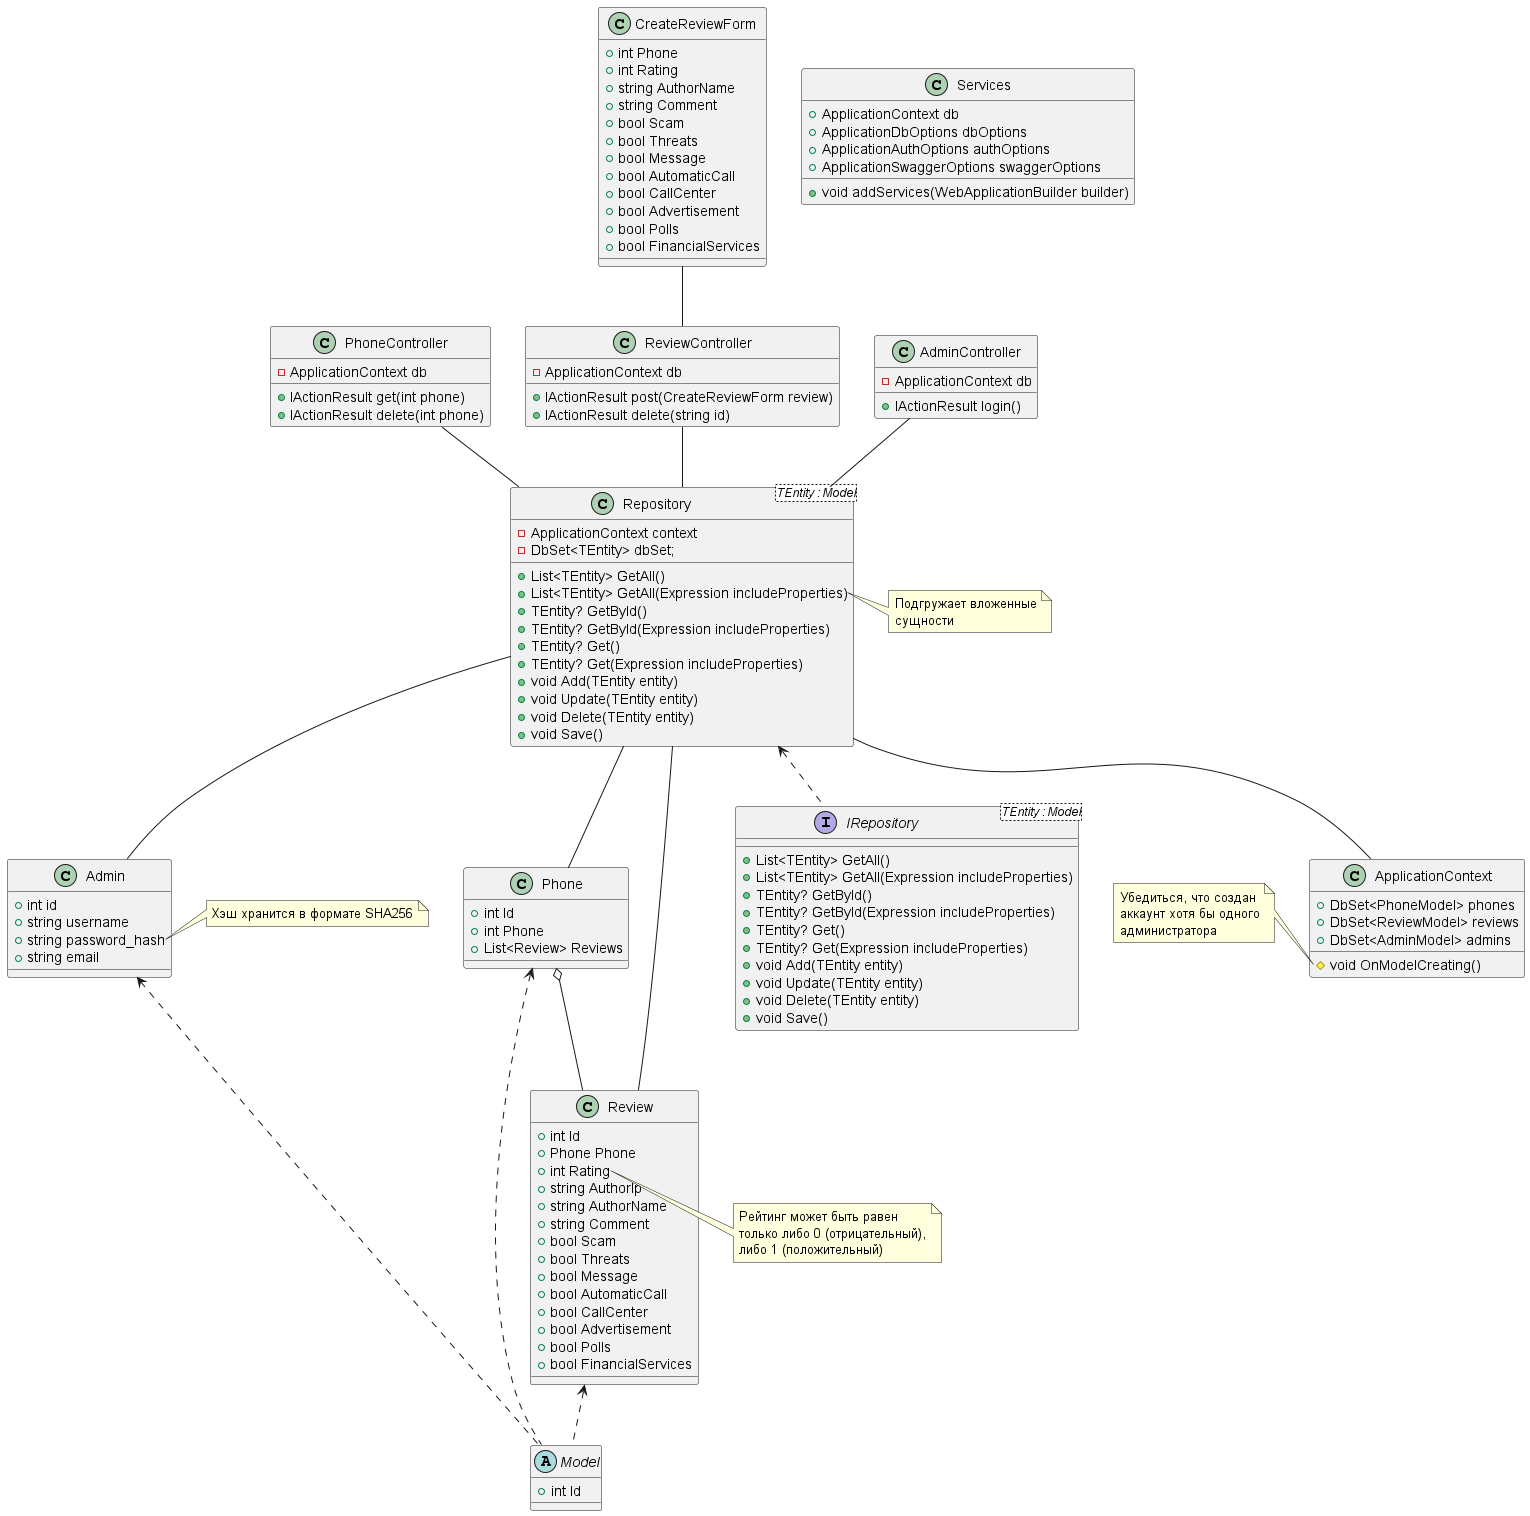 C CreateReviewForm
int Phone
int Rating
string AuthorName
string Comment
bool Scam
bool Threats
bool Message
bool AutomaticCall
bool CallCenter
bool Advertisement
bool Polls
bool FinancialServices
C Services
ApplicationContext db
ApplicationDbOptions dbOptions
ApplicationAuthOptions authOptions
ApplicationSwaggerOptions swaggerOptions
void addServices(WebApplicationBuilder builder)
C PhoneController
ApplicationContext db
IActionResult get(int phone)
IActionResult delete(int phone)
C ReviewController
ApplicationContext db
IActionResult post(CreateReviewForm review)
IActionResult delete(string id)
C AdminController
ApplicationContext db
IActionResult login()
C Repository
TEntity : Model
ApplicationContext context
DbSet<TEntity> dbSet;
List<TEntity> GetAll()
List<TEntity> GetAll(Expression includeProperties)
TEntity? GetById()
TEntity? GetById(Expression includeProperties)
TEntity? Get()
TEntity? Get(Expression includeProperties)
void Add(TEntity entity)
void Update(TEntity entity)
void Delete(TEntity entity)
void Save()
Подгружает вложенные
сущности
C Admin
int id
string username
string password_hash
string email
Хэш хранится в формате SHA256
C Phone
int Id
int Phone
List<Review> Reviews
I IRepository
TEntity : Model
List<TEntity> GetAll()
List<TEntity> GetAll(Expression includeProperties)
TEntity? GetById()
TEntity? GetById(Expression includeProperties)
TEntity? Get()
TEntity? Get(Expression includeProperties)
void Add(TEntity entity)
void Update(TEntity entity)
void Delete(TEntity entity)
void Save()
Убедиться, что создан
аккаунт хотя бы одного
администратора
C ApplicationContext
DbSet<PhoneModel> phones
DbSet<ReviewModel> reviews
DbSet<AdminModel> admins
void OnModelCreating()
C Review
int Id
Phone Phone
int Rating
string AuthorIp
string AuthorName
string Comment
bool Scam
bool Threats
bool Message
bool AutomaticCall
bool CallCenter
bool Advertisement
bool Polls
bool FinancialServices
Рейтинг может быть равен
только либо 0 (отрицательный),
либо 1 (положительный)
A Model
int Id